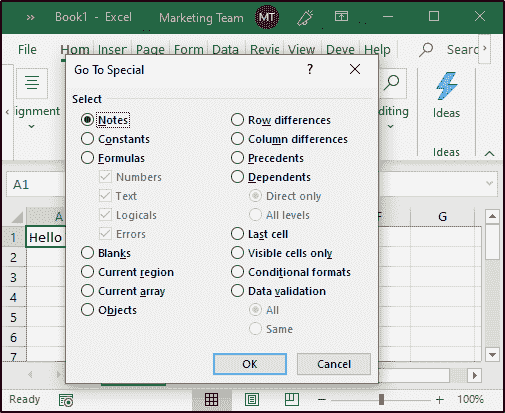 » Book1 - Excel Marketing Team MT
File Hom Inser Page Form Data Revie View Deve Help Searc
ignment diting Ideas
Ideas
A1
A F G
1 Hello
2
3
4
5
6
7
Go To Special ? ×
Select
Notes Row differences
Constants Column differences
Formulas Precedents
Numbers Dependents
Text Direct only
Logicals All levels
Errors Last cell
Blanks Visible cells only
Current region Conditional formats
Current array Data validation
Objects All
Same
OK Cancel
Ready 100%